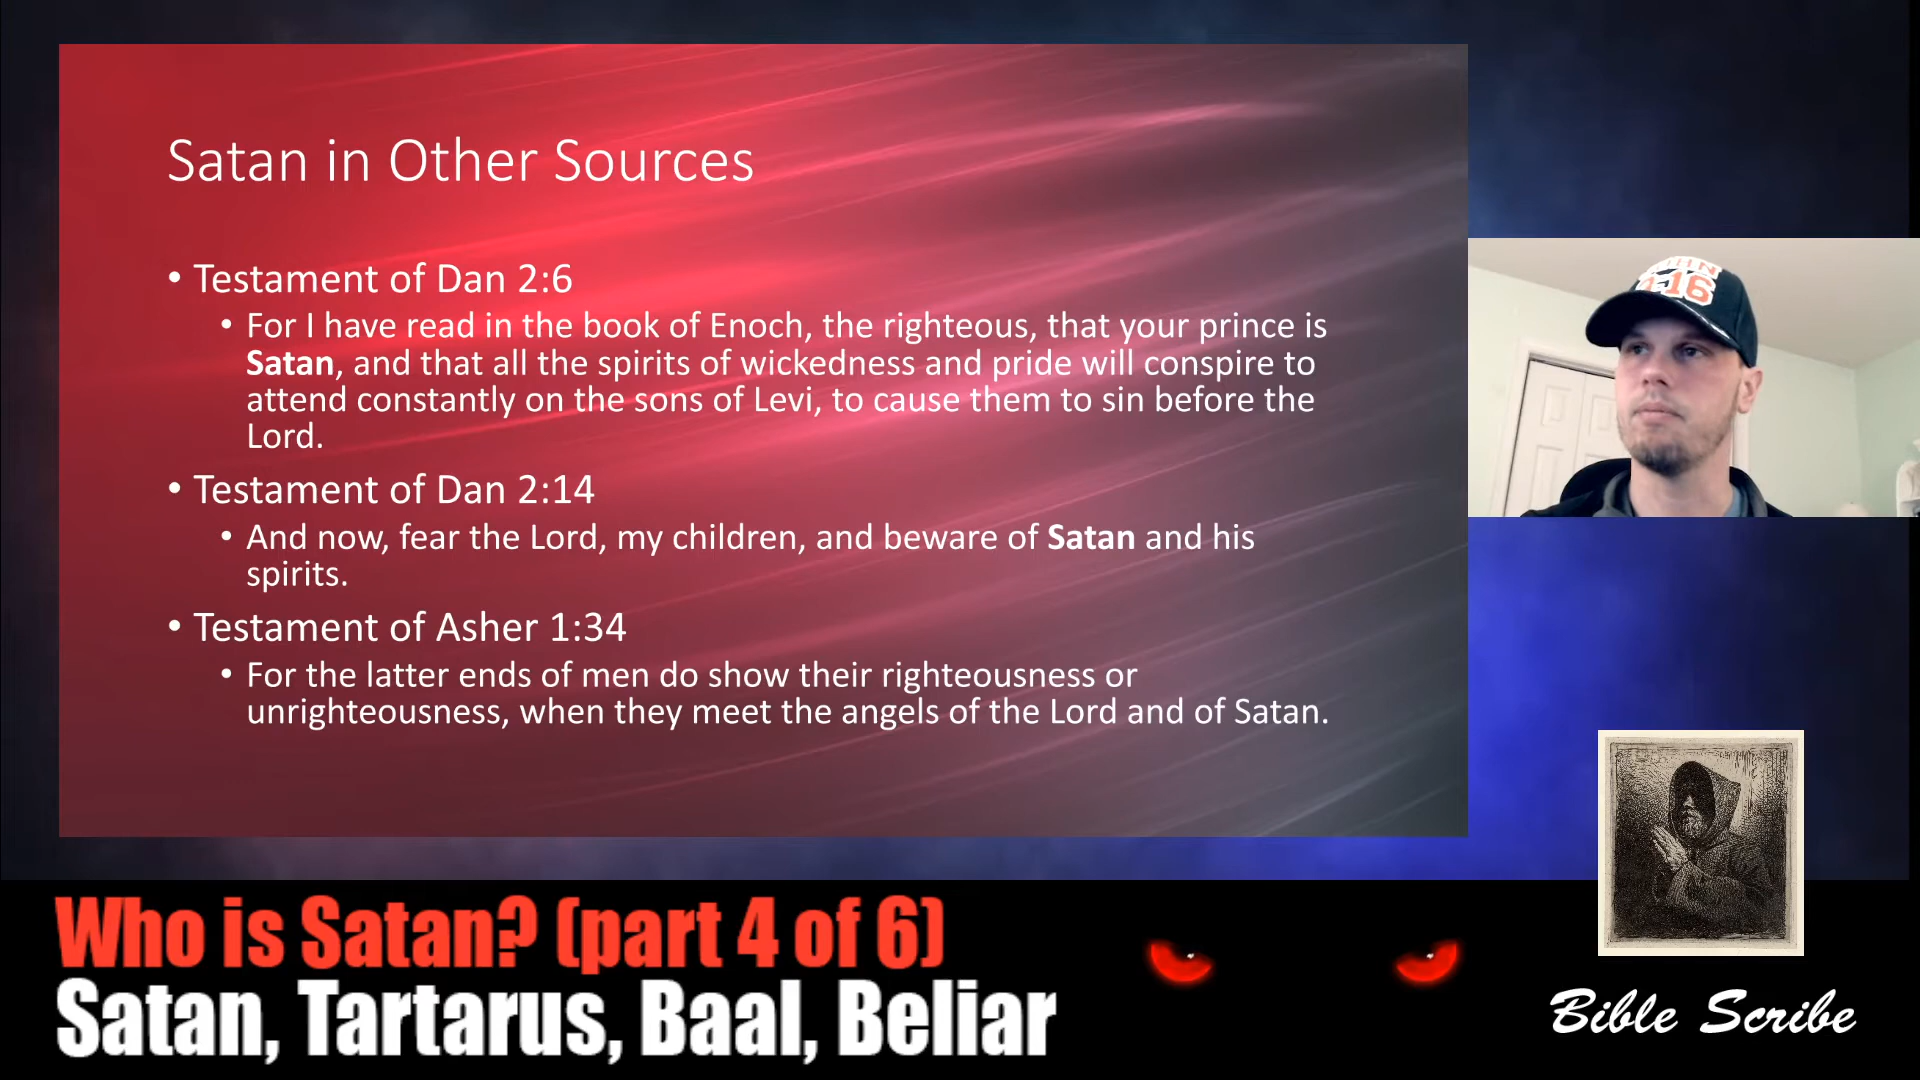 Satan in Other Sources
• Testament of Dan 2:6
• For I have read in the book of Enoch, the righteous, that your prince is
Satan, and that all the spirits of wickedness and pride will conspire to
attend constantly on the sons of Levi, to cause them to sin before the
Lord.
• Testament of Dan 2:14
• And now, fear the Lord, my children, and beware of Satan and his
spirits.
• Testament of Asher 1:34
• For the latter ends of men do show their righteousness or
unrighteousness, when they meet the angels of the Lord and of Satan.
Who is Satan? (part 4 of 6)
Satan, Tartarus, Baal, Beliar
Bible Scribe